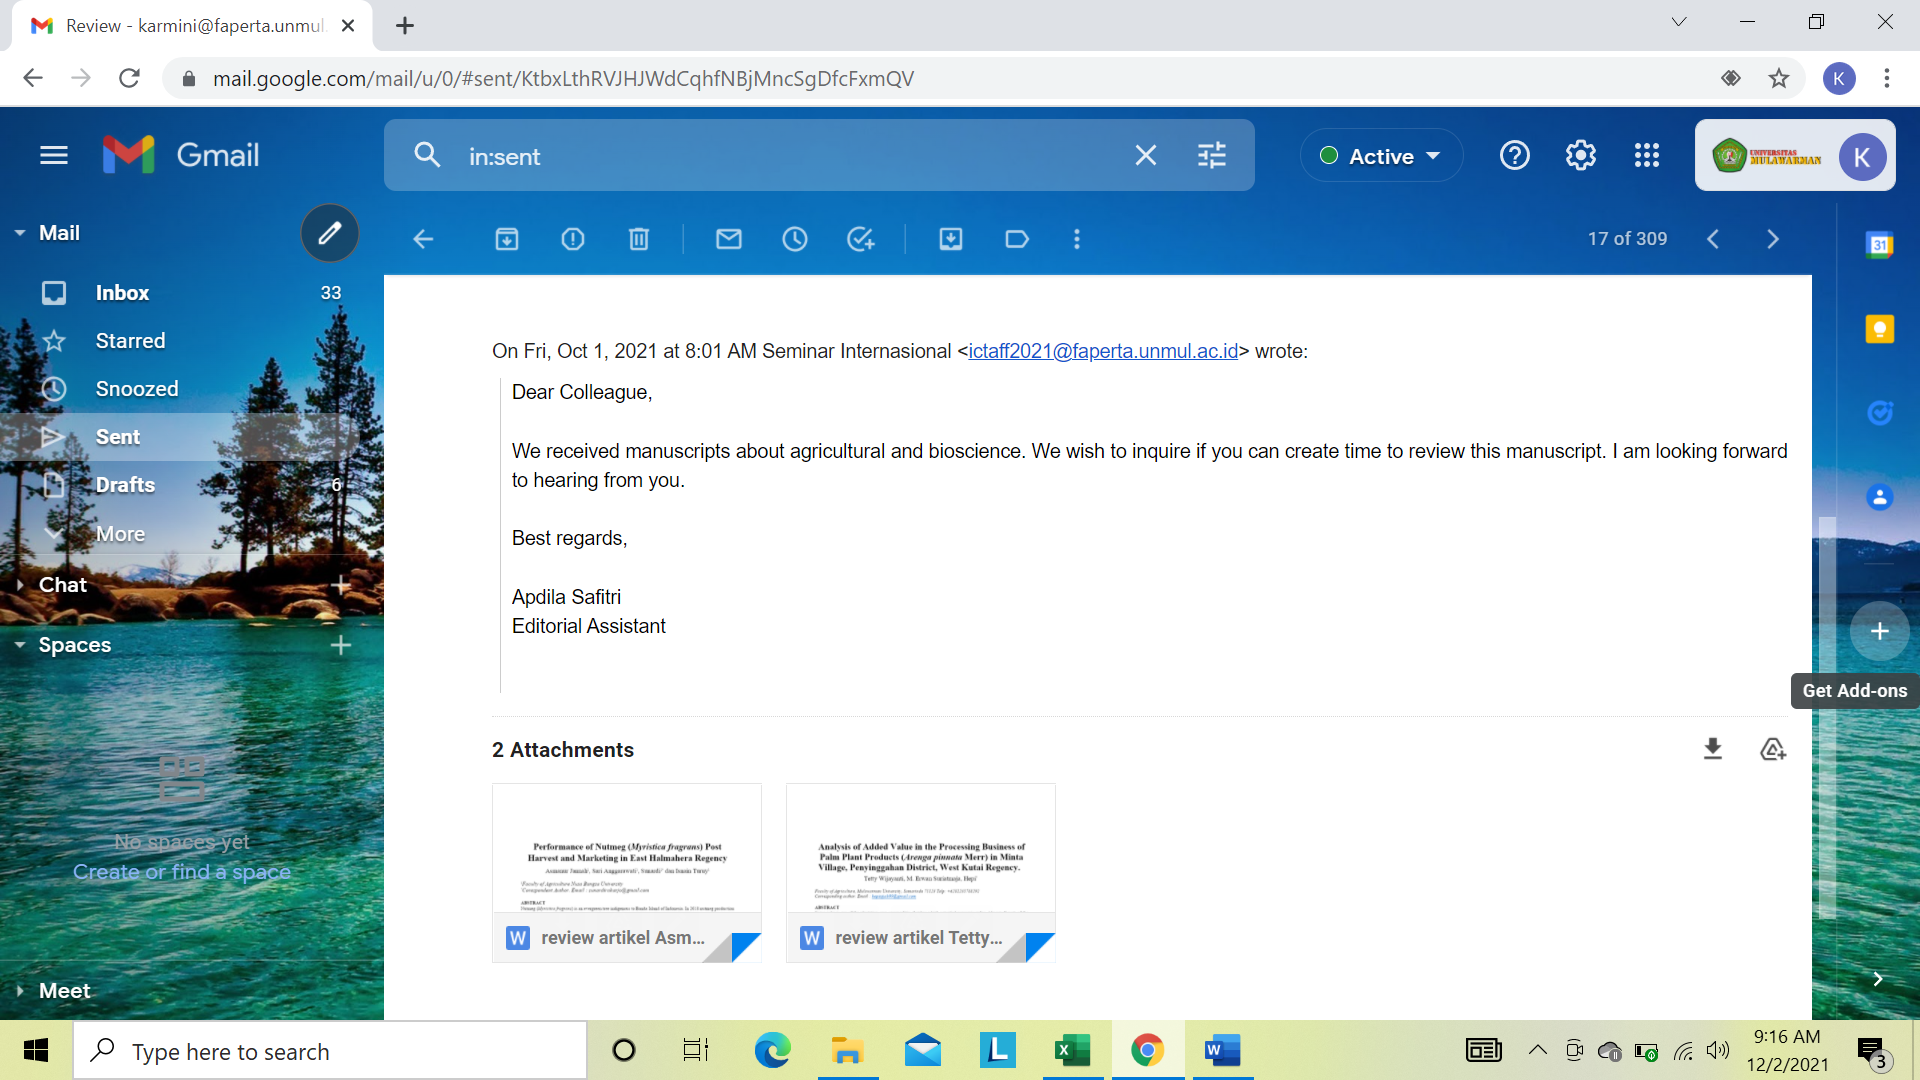 Review - karmini@faperta.unmul.
mail.google.com/mail/u/0/#sent/KtbxLthRVJHJWdCqhfNBjMncSgDfcFxmQV
K
Gmail
in:sent
Active
UNIVERSITAS
MULAWARMAN
K
Mail
17 of 309
31
Inbox 33
Starred
Snoozed
Sent
Drafts 6
More
Chat
Spaces
No spaces yet
Create or find a space
Meet
On Fri, Oct 1, 2021 at 8:01 AM Seminar Internasional <ictaff2021@faperta.unmul.ac.id> wrote:
Dear Colleague,
We received manuscripts about agricultural and bioscience. We wish to inquire if you can create time to review this manuscript. I am looking forward
to hearing from you.
Best regards,
Apdila Safitri
Editorial Assistant
Get Add-ons
2 Attachments
Performance of Nutmeg (Myristica fragrans) Post
Harvest and Marketing in East Halmahera Regency
ABSTRACT
W review artikel Asm...
Analysis of Added Value in the Processing Business of
Palm Plant Products (Arenga pinnata Merr) in Minta
Village, Penyinggahan District, West Kutai Regency.
ABSTRACT
W review artikel Tetty...
Type here to search
L
X
W
9:16 AM
12/2/2021
3